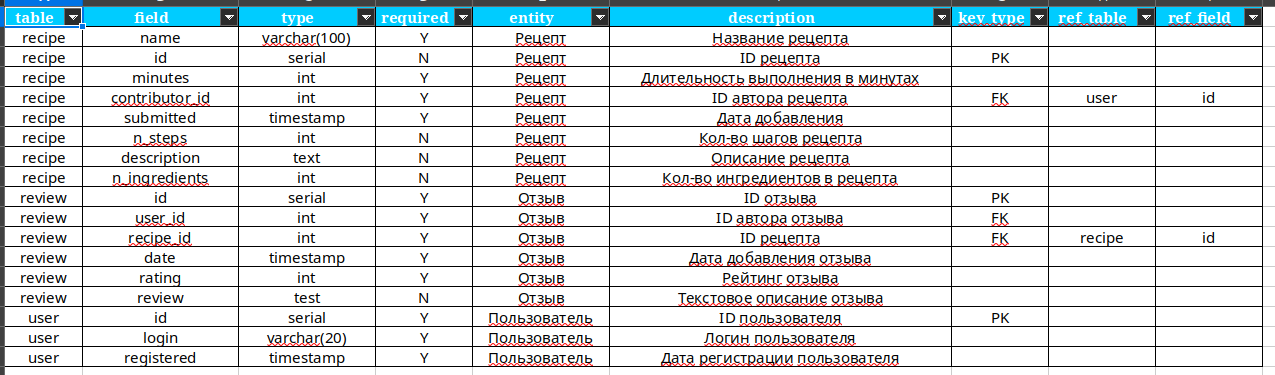 table field type required entity description key_type ref_table ref_field
recipe name varchar(100) Y Рецепт Название рецепта
recipe id serial N Рецепт ID рецепта PK
recipe minutes int Y Рецепт Длительность выполнения в минутах
recipe contributor_id int Y Рецепт ID автора рецепта FK user id
recipe submitted timestamp Y Рецепт Дата добавления
recipe n_steps int N Рецепт Кол-во шагов рецепта
recipe description text N Рецепт Описание рецепта
recipe n_ingredients int N Рецепт Кол-во ингредиентов в рецепта
review id serial Y Отзыв ID отзыва PK
review user_id int Y Отзыв ID автора отзыва FK
review recipe_id int Y Отзыв ID рецепта FK recipe id
review date timestamp Y Отзыв Дата добавления отзыва
review rating int Y Отзыв Рейтинг отзыва
review review test N Отзыв Текстовое описание отзыва
user id serial Y Пользователь ID пользователя PK
user login varchar(20) Y Пользователь Логин пользователя
user registered timestamp Y Пользователь Дата регистрации пользователя